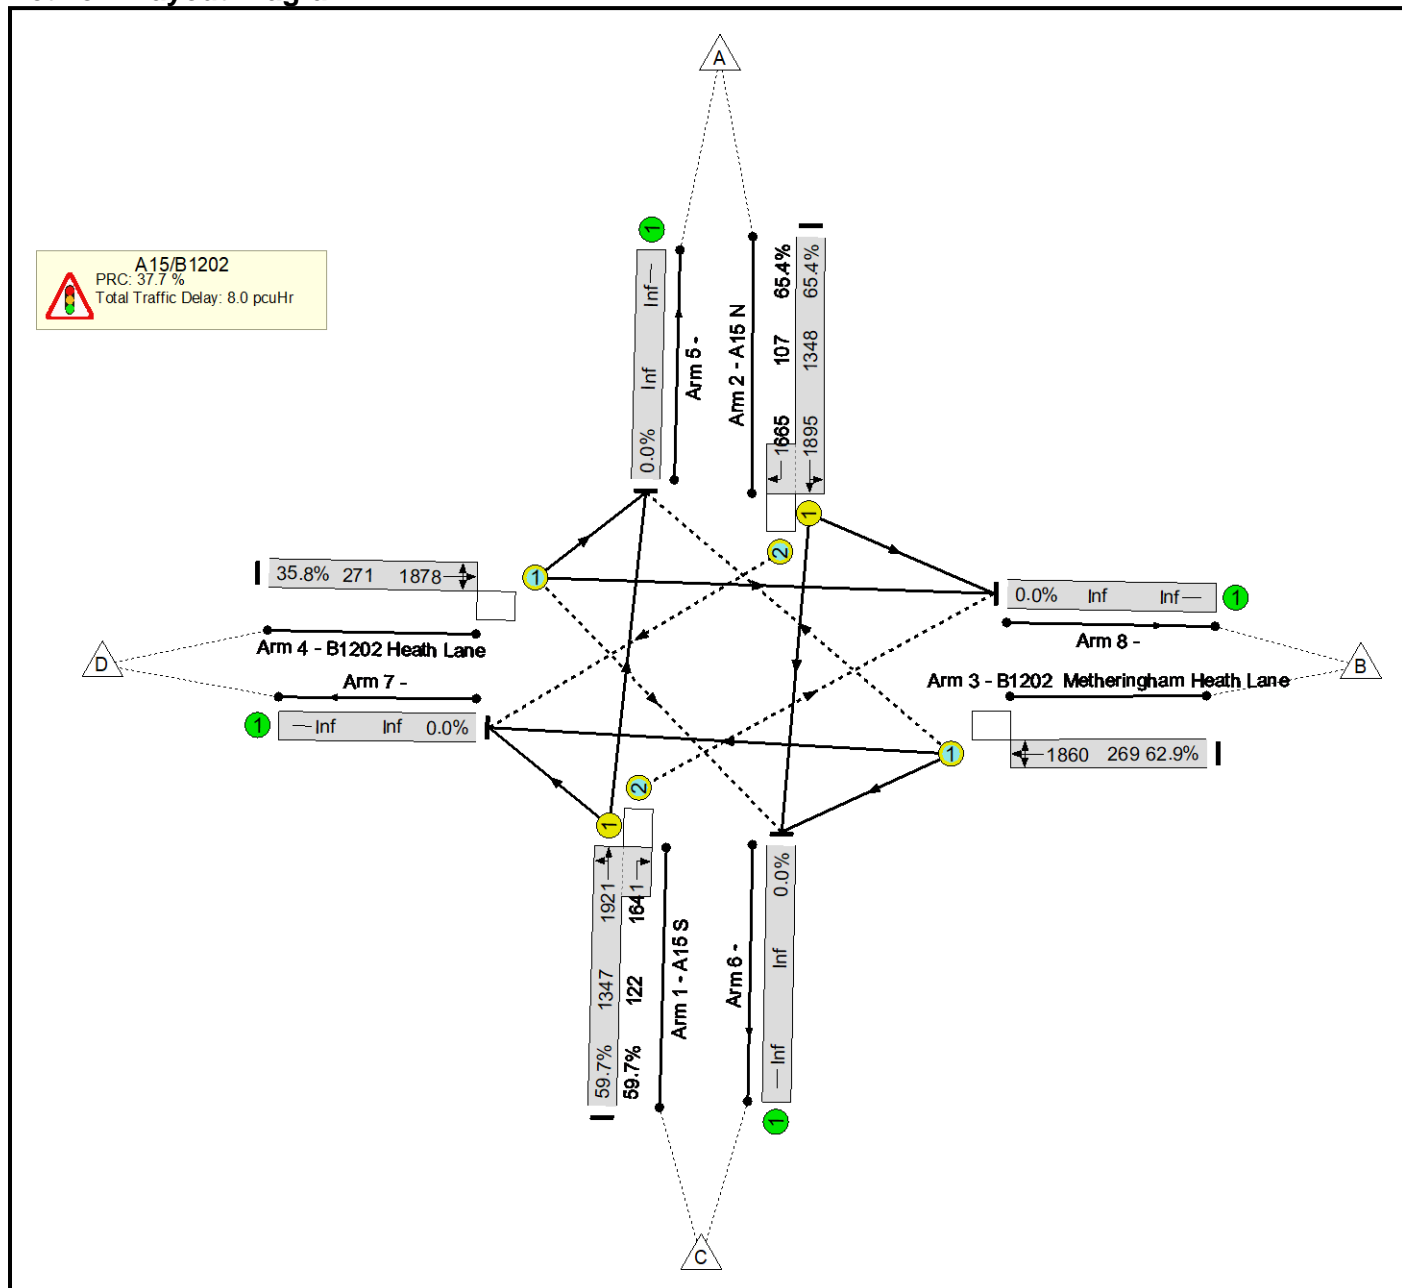 A
A15/B1202
PRC: 37.7 %
Total Traffic Delay: 8.0 pcuHr
1
Inf
Inf
0.0%
Arm 5 -
Arm 2 - A15 N
65.4%
107
1665
65.4%
1348
1895
1
2
35.8% 271 1878
1
Arm 4 - B1202 Heath Lane
D
Arm 7 -
1
Inf Inf 0.0%
0.0% Inf Inf
1
Arm 8 -
B
Arm 3 - B1202 Metheringham Heath Lane
1
1860 269 62.9%
2
1
1921
1347
59.7%
1641
122
59.7%
Arm 1 - A15 S
Arm 6 -
0.0%
Inf
Inf
1
C